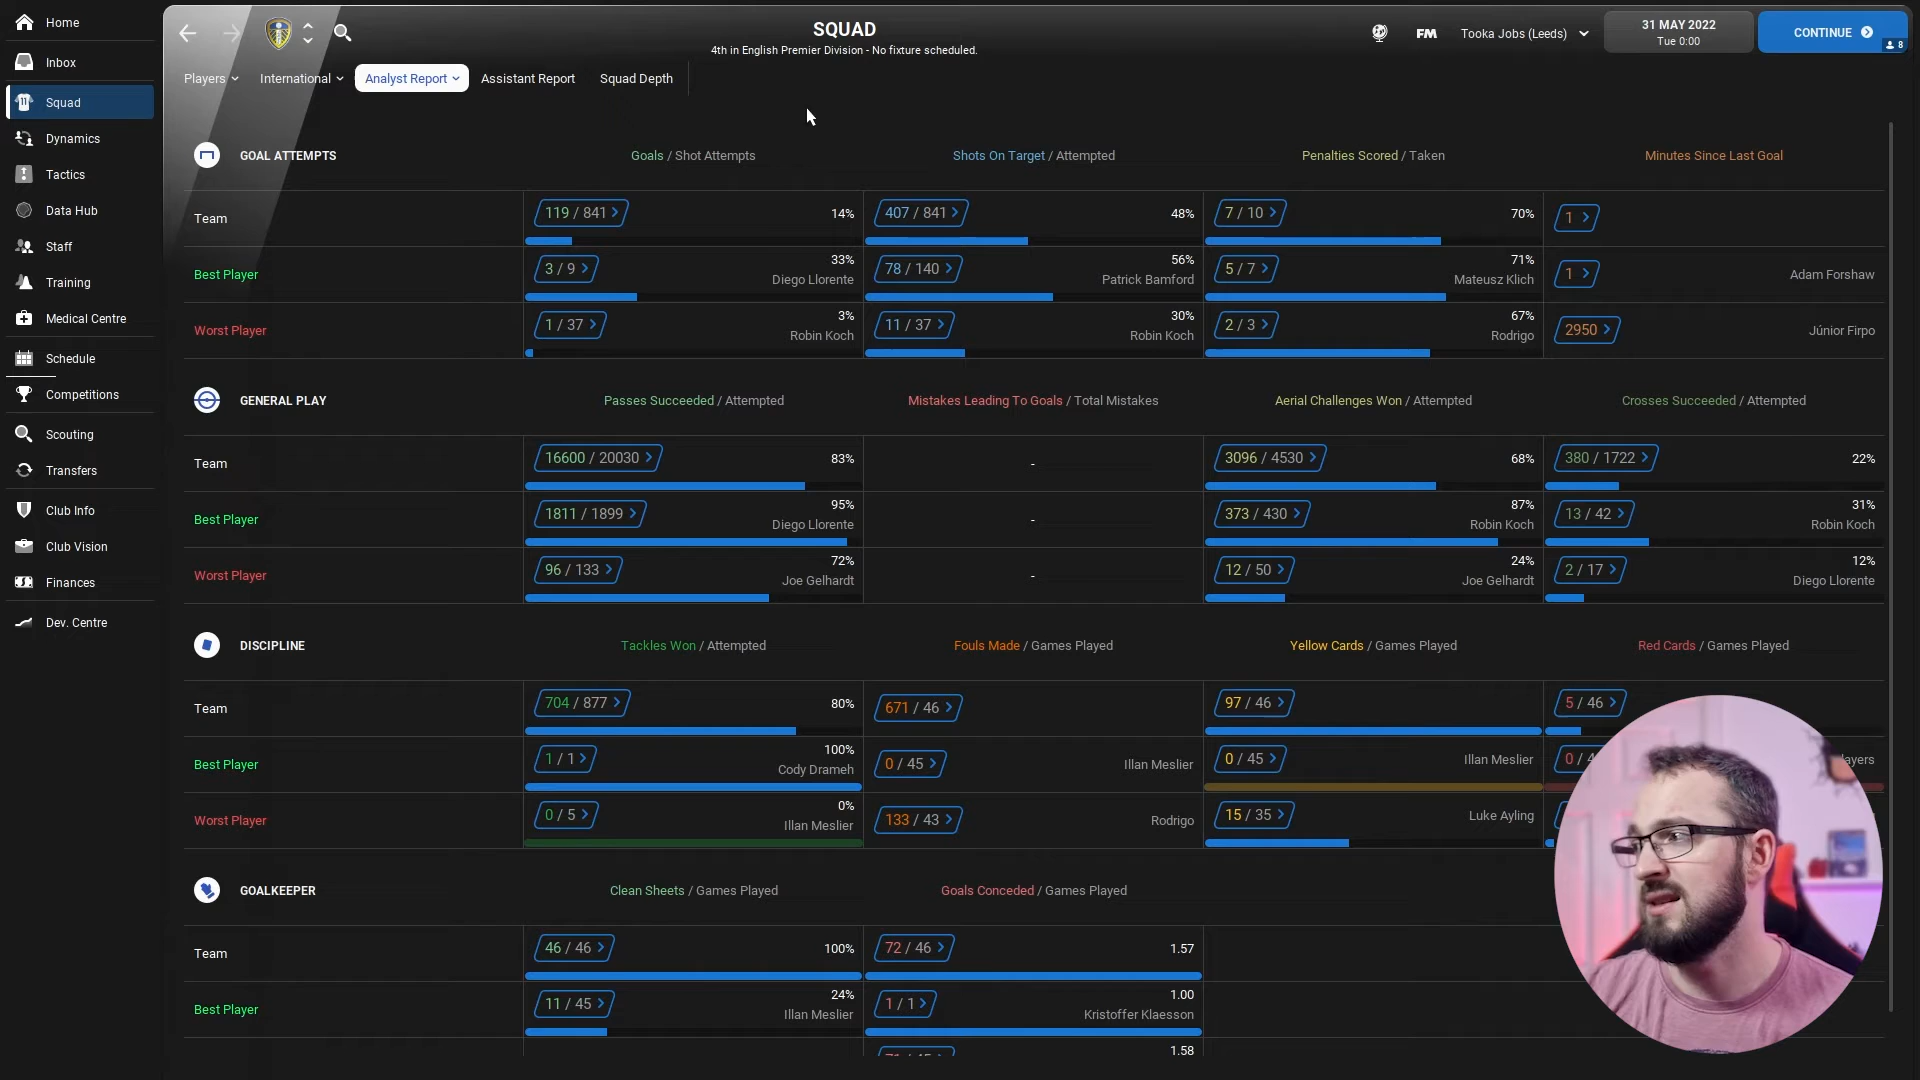 Home
Inbox
Squad
Dynamics
Tactics
Data Hub
Staff
Training
Medical Centre
Schedule
Competitions
Scouting
Transfers
Club Info
Club Vision
Finances
Dev. Centre
SQUAD
4th in English Premier Division - No fixture scheduled.
FM
Tooka Jobs (Leeds)
31 MAY 2022
Tue 0:00
CONTINUE
8
Players
International
Analyst Report
Assistant Report
Squad Depth
GOAL ATTEMPTS
Goals / Shot Attempts
Shots On Target / Attempted
Penalties Scored / Taken
Minutes Since Last Goal
Team
119 / 841
14%
407 / 841
48%
7 / 10
70%
1
Best Player
3 / 9
33%
Diego Llorente
78 / 140
56%
Patrick Bamford
5 / 7
71%
Mateusz Klich
1
Adam Forshaw
Worst Player
1 / 37
3%
Robin Koch
11 / 37
30%
Robin Koch
2 / 3
67%
Rodrigo
2950
Júnior Firpo
GENERAL PLAY
Passes Succeeded / Attempted
Mistakes Leading To Goals / Total Mistakes
Aerial Challenges Won / Attempted
Crosses Succeeded / Attempted
Team
16600 / 20030
83%
-
3096 / 4530
68%
380 / 1722
22%
Best Player
1811 / 1899
95%
Diego Llorente
-
373 / 430
87%
Robin Koch
13 / 42
31%
Robin Koch
Worst Player
96 / 133
72%
Joe Gelhardt
-
12 / 50
24%
Joe Gelhardt
2 / 17
12%
Diego Llorente
DISCIPLINE
Tackles Won / Attempted
Fouls Made / Games Played
Yellow Cards / Games Played
Red Cards / Games Played
Team
704 / 877
80%
671 / 46
97 / 46
5 / 46
Best Player
1 / 1
100%
Cody Drameh
0 / 45
Illan Meslier
0 / 45
Illan Meslier
0 / 4
ayers
Worst Player
0 / 5
0%
Illan Meslier
133 / 43
Rodrigo
15 / 35
Luke Ayling
GOALKEEPER
Clean Sheets / Games Played
Goals Conceded / Games Played
Team
46 / 46
100%
72 / 46
1.57
Best Player
11 / 45
24%
Illan Meslier
1 / 1
1.00
Kristoffer Klaesson
1.58